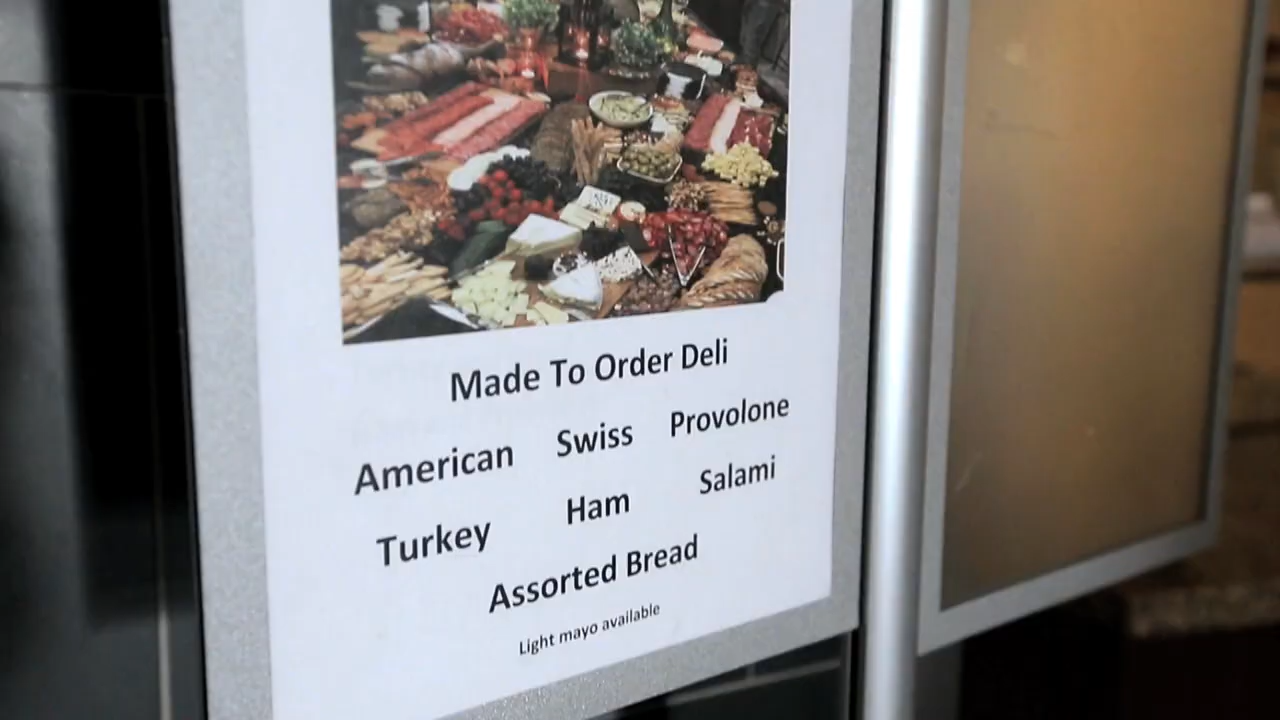 Made To Order Deli
American Swiss Provolone
Turkey Ham Salami
Assorted Bread
Light mayo available